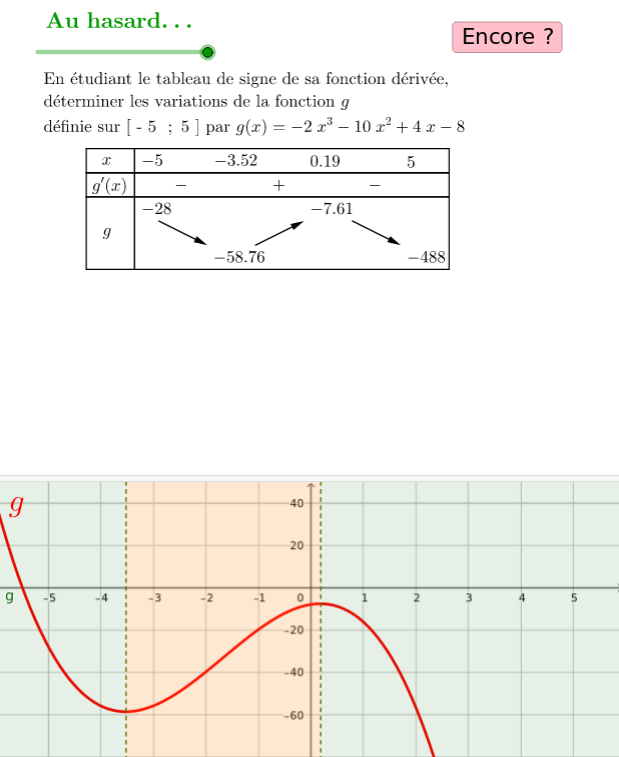 Au hasard. . .
Encore ?
En étudiant le tableau de signe de sa fonction dérivée,
déterminer les variations de la fonction g
définie sur [ - 5 ; 5 ] par g(x) = −2 x³ − 10 x² + 4 x − 8
x −5 −3.52 0.19 5
g′(x) − + −
−28 −7.61
g
−58.76 −488
g
40
20
g -5 -4 -3 -2 -1 0 1 2 3 4 5
-20
-40
-60